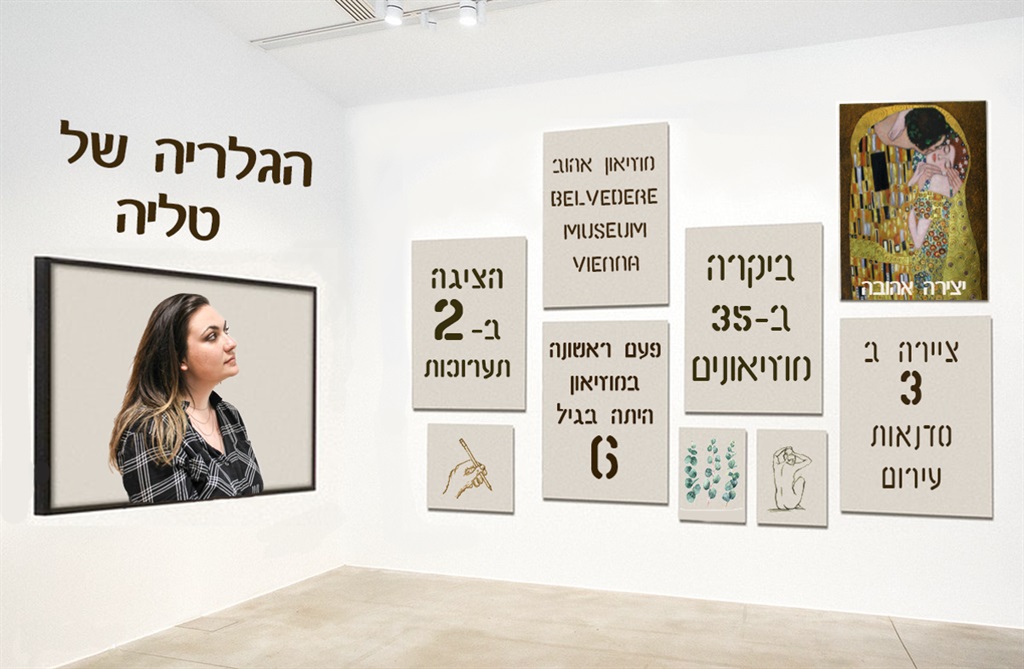 הגלריה של
טליה
הציגה
ב- 2
תערוכות
מוזיאון אהוב
BELVEDERE
MUSEUM
VIENNA
פעם ראשונה
במוזיאון
היתה בגיל
6
ביקרה
ב-35
מוזיאונים
יצירה אהובה
ציירה ב
3
סדנאות
עירום